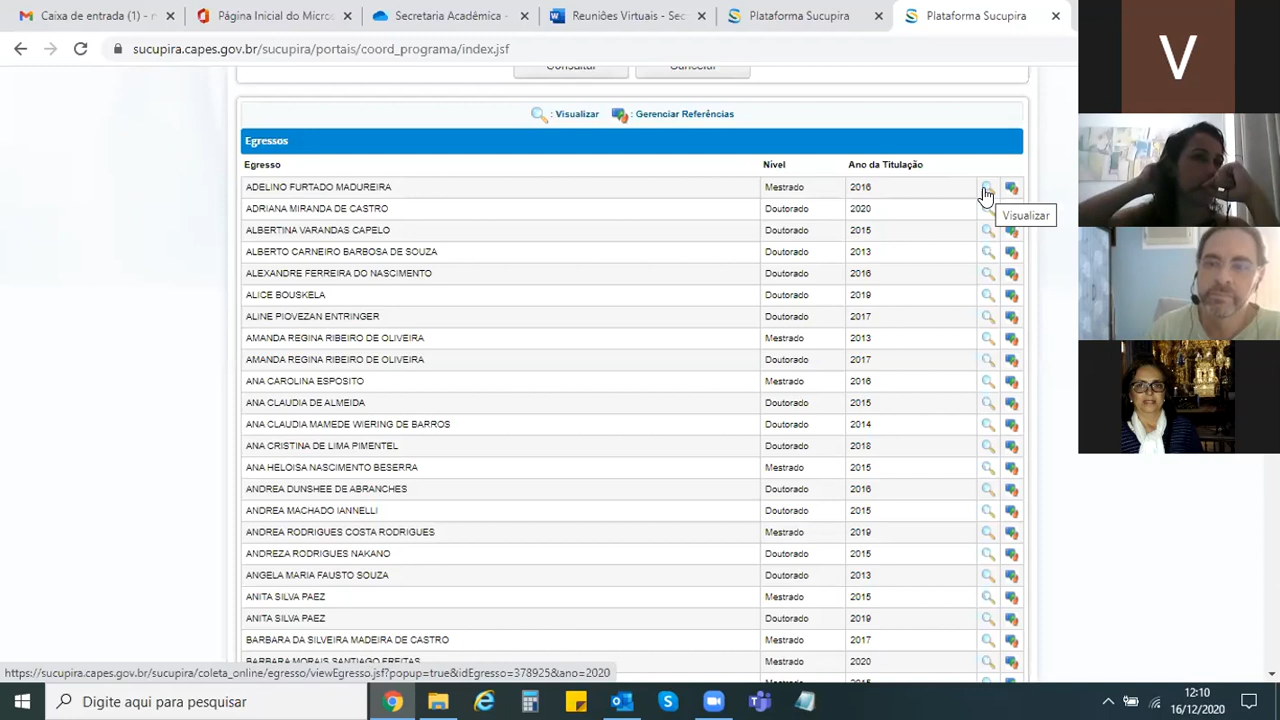 Caixa de entrada (1) - r
Página Inicial do Micros
Secretaria Acadêmica -
Reuniões Virtuais - Sec
Plataforma Sucupira
Plataforma Sucupira
sucupira.capes.gov.br/sucupira/portais/coord_programa/index.jsf
V
Consultar Cancelar
: Visualizar : Gerenciar Referências
Egressos
Egresso Nível Ano da Titulação
ADELINO FURTADO MADUREIRA Mestrado 2016
ADRIANA MIRANDA DE CASTRO Doutorado 2020
Visualizar
ALBERTINA VARANDAS CAPELO Doutorado 2015
ALBERTO CARNEIRO BARBOSA DE SOUZA Doutorado 2013
ALEXANDRE FERREIRA DO NASCIMENTO Doutorado 2016
ALICE BOUSKELA Doutorado 2019
ALINE PIOVEZAN ENTRINGER Doutorado 2017
AMANDA REGINA RIBEIRO DE OLIVEIRA Mestrado 2013
AMANDA REGINA RIBEIRO DE OLIVEIRA Doutorado 2017
ANA CAROLINA ESPOSITO Mestrado 2016
ANA CLAUDIA DE ALMEIDA Doutorado 2015
ANA CLAUDIA MAMEDE WIERING DE BARROS Doutorado 2014
ANA CRISTINA DE LIMA PIMENTEL Doutorado 2018
ANA HELOISA NASCIMENTO BESERRA Mestrado 2015
ANDREA DUNSHEE DE ABRANCHES Doutorado 2016
ANDREA MACHADO IANNELLI Doutorado 2015
ANDREA RODRIGUES COSTA RODRIGUES Mestrado 2019
ANDREZA RODRIGUES NAKANO Doutorado 2015
ANGELA MARIA FAUSTO SOUZA Doutorado 2013
ANITA SILVA PAEZ Mestrado 2015
ANITA SILVA PAEZ Doutorado 2019
BARBARA DA SILVEIRA MADEIRA DE CASTRO Mestrado 2017
BARBARA MORAIS SANTIAGO FREITAS Mestrado 2020
https://sucupira.capes.gov.br/sucupira/coleta_online/egresso/viewEgresso.jsf?popup=true&idEgresso=378925&ano=2020
Digite aqui para pesquisar
12:10
16/12/2020